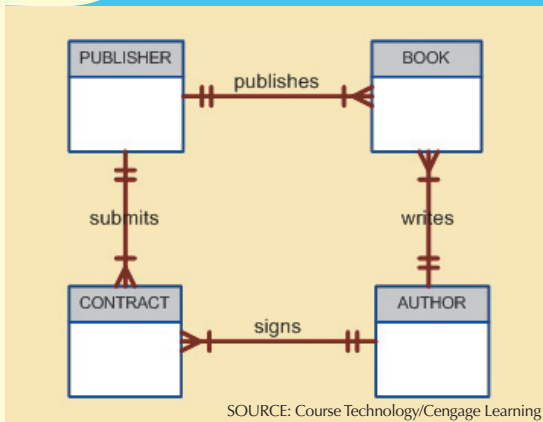 PUBLISHER
publishes
BOOK
submits
writes
CONTRACT
signs
AUTHOR
SOURCE: Course Technology/Cengage Learning